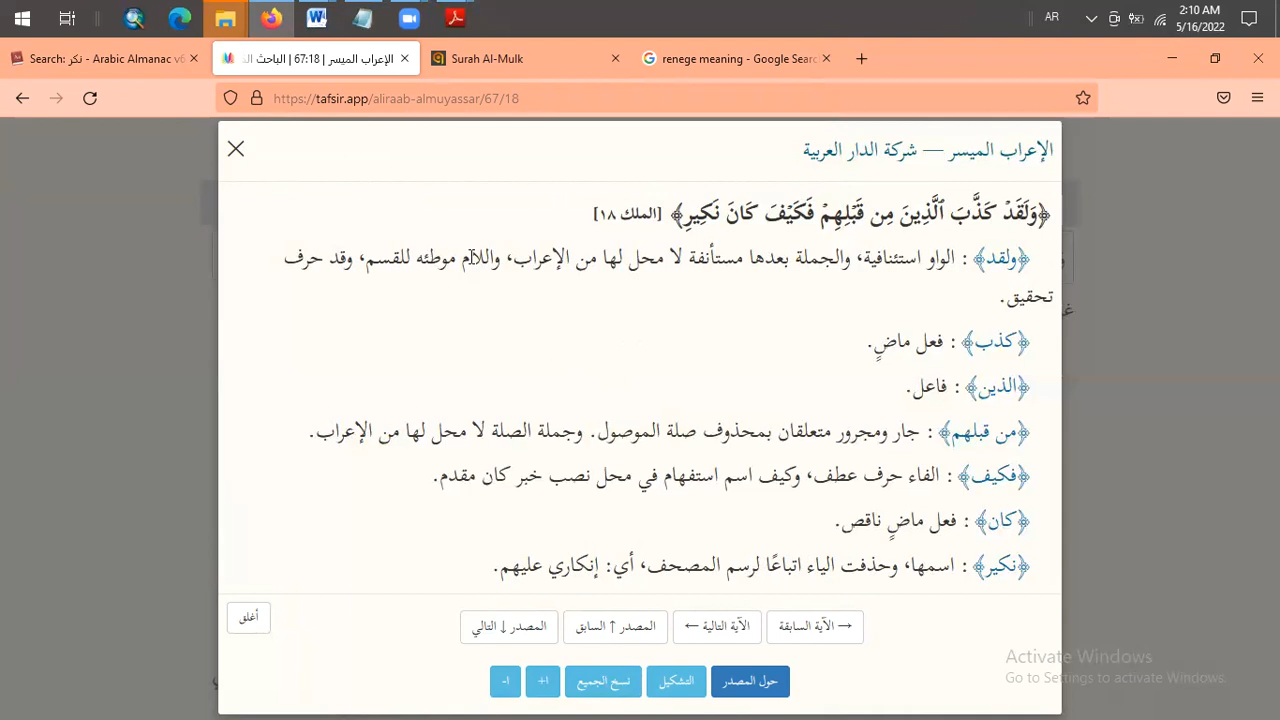 2:10 AM
AR
5/16/2022
Search: نكر - Arabic Almanac v6
الإعراب الميسر | 67:18 | الباحث الـ
Surah Al-Mulk
renege meaning - Google Searc
https://tafsir.app/aliraab-almuyassar/67/18
الإعراب الميسر — شركة الدار العربية
﴿وَلَقَدۡ كَذَّبَ ٱلَّذِينَ مِن قَبۡلِهِمۡ فَكَيۡفَ كَانَ نَكِيرِ﴾ [الملك ١٨]
﴿ولقد﴾ : الواو استئنافية، والجملة بعدها مستأنفة لا محل لها من الإعراب، واللام موطئه للقسم، وقد حرف
تحقيق.
﴿كذب﴾ : فعل ماضٍ.
﴿الذين﴾ : فاعل.
﴿من قبلهم﴾ : جار ومجرور متعلقان بمحذوف صلة الموصول. وجملة الصلة لا محل لها من الإعراب.
﴿فكيف﴾ : الفاء حرف عطف، وكيف اسم استفهام في محل نصب خبر كان مقدم.
﴿كان﴾ : فعل ماضٍ ناقص.
﴿نكير﴾ : اسمها، وحذفت الياء اتباعًا لرسم المصحف، أي: إنكاري عليهم.
→ الآية السابقة
الآية التالية ←
المصدر ↑ السابق
المصدر ↓ التالي
أغلق
حول المصدر
التشكيل
نسخ الجميع
ا+
ا-
Activate Windows
Go to Settings to activate Windows.